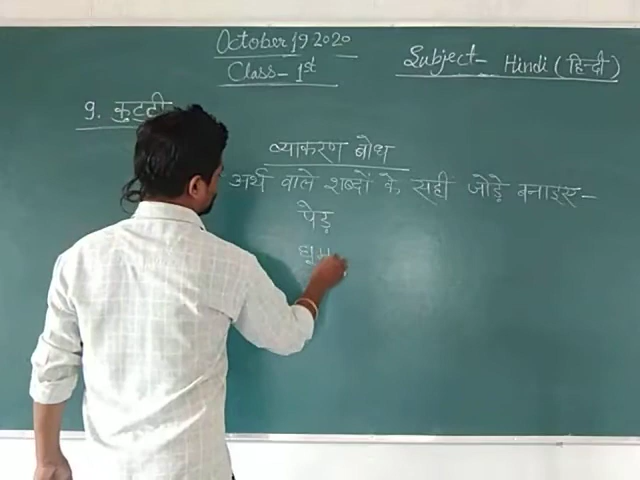 October 19 2020
Class - 1st
Subject - Hindi (हिन्दी)
9. कुट्टी
व्याकरण बोध
अर्थ वाले शब्दों के सही जोड़े बनाइए -
पेड़
घूम